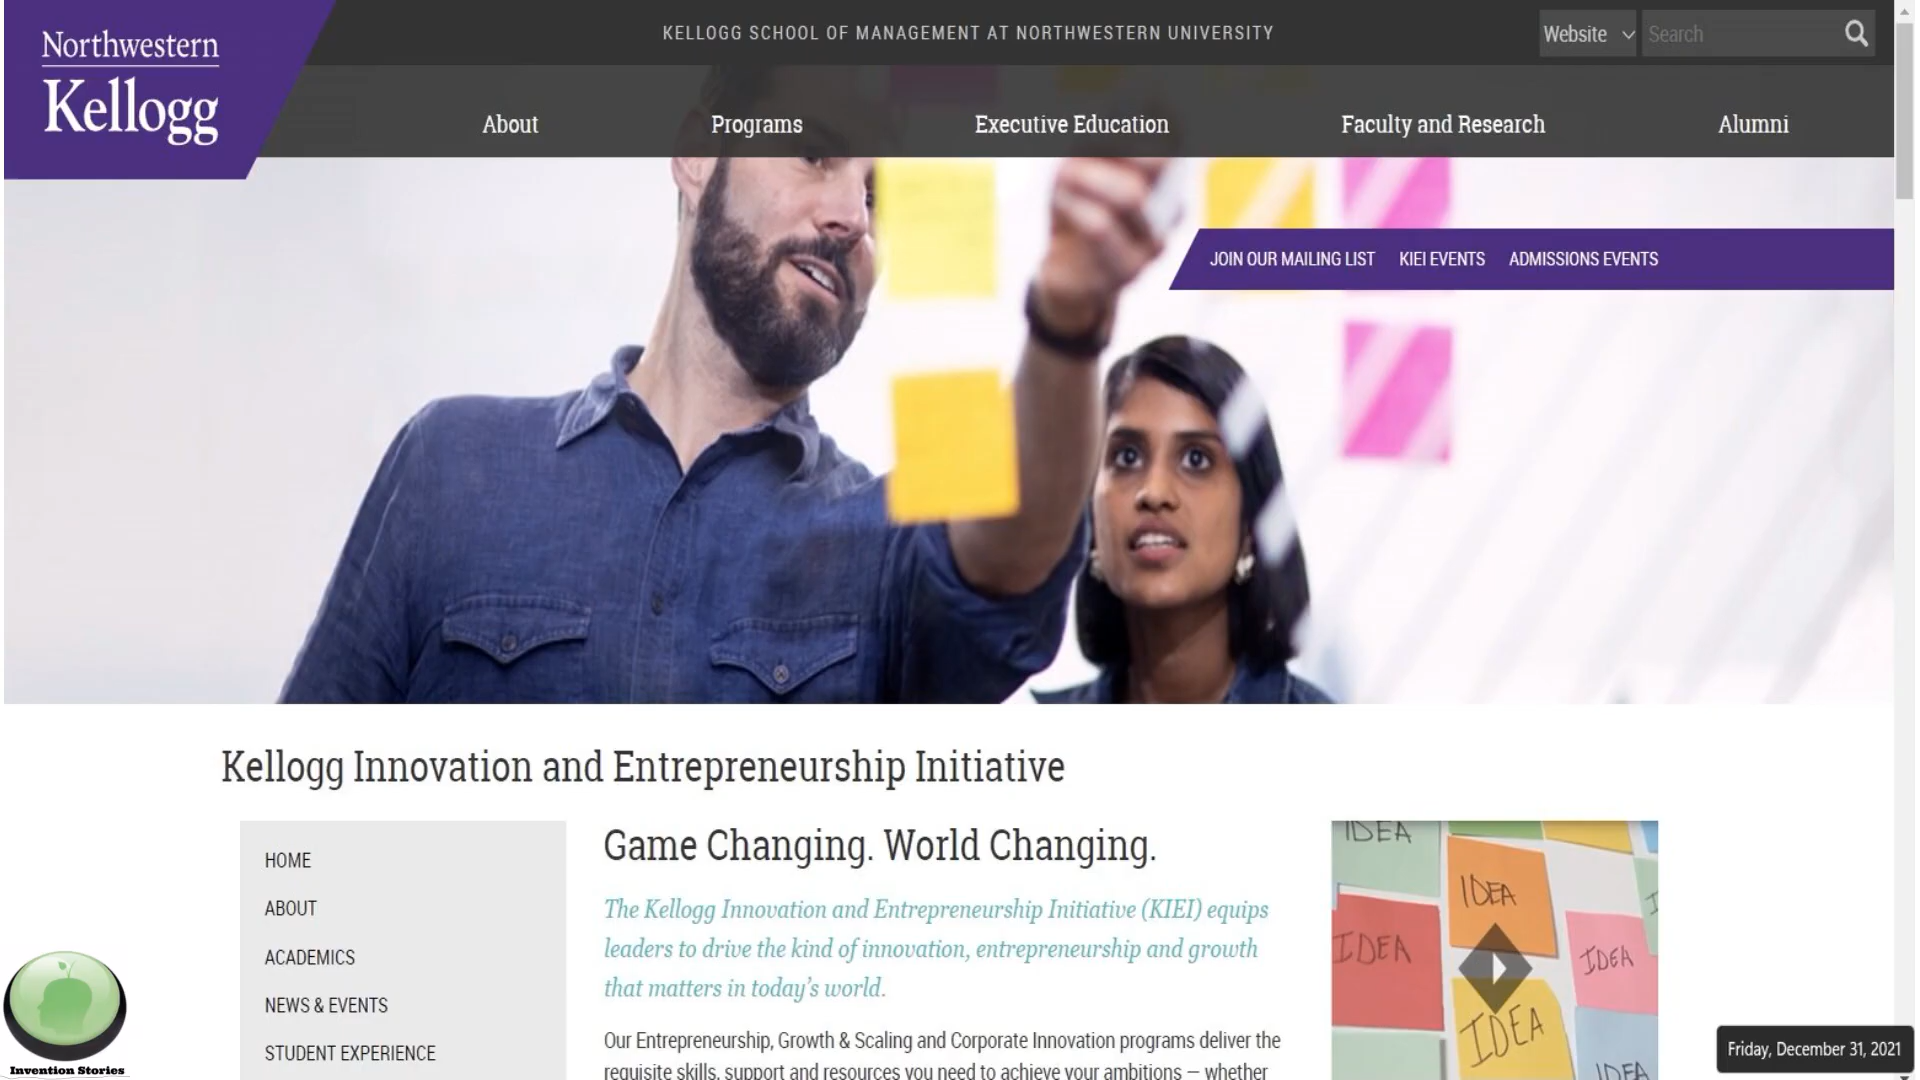 Northwestern
Kellogg
KELLOGG SCHOOL OF MANAGEMENT AT NORTHWESTERN UNIVERSITY
Website
Search
About
Programs
Executive Education
Faculty and Research
Alumni
JOIN OUR MAILING LIST
KIEI EVENTS
ADMISSIONS EVENTS
Kellogg Innovation and Entrepreneurship Initiative
HOME
ABOUT
ACADEMICS
NEWS & EVENTS
STUDENT EXPERIENCE
Game Changing. World Changing.
The Kellogg Innovation and Entrepreneurship Initiative (KIEI) equips
leaders to drive the kind of innovation, entrepreneurship and growth
that matters in today's world.
Our Entrepreneurship, Growth & Scaling and Corporate Innovation programs deliver the
requisite skills, support and resources you need to achieve your ambitions – whether
IDEA
IDEA
IDEA
IDEA
IDEA
IDEA
Invention Stories
Friday, December 31, 2021